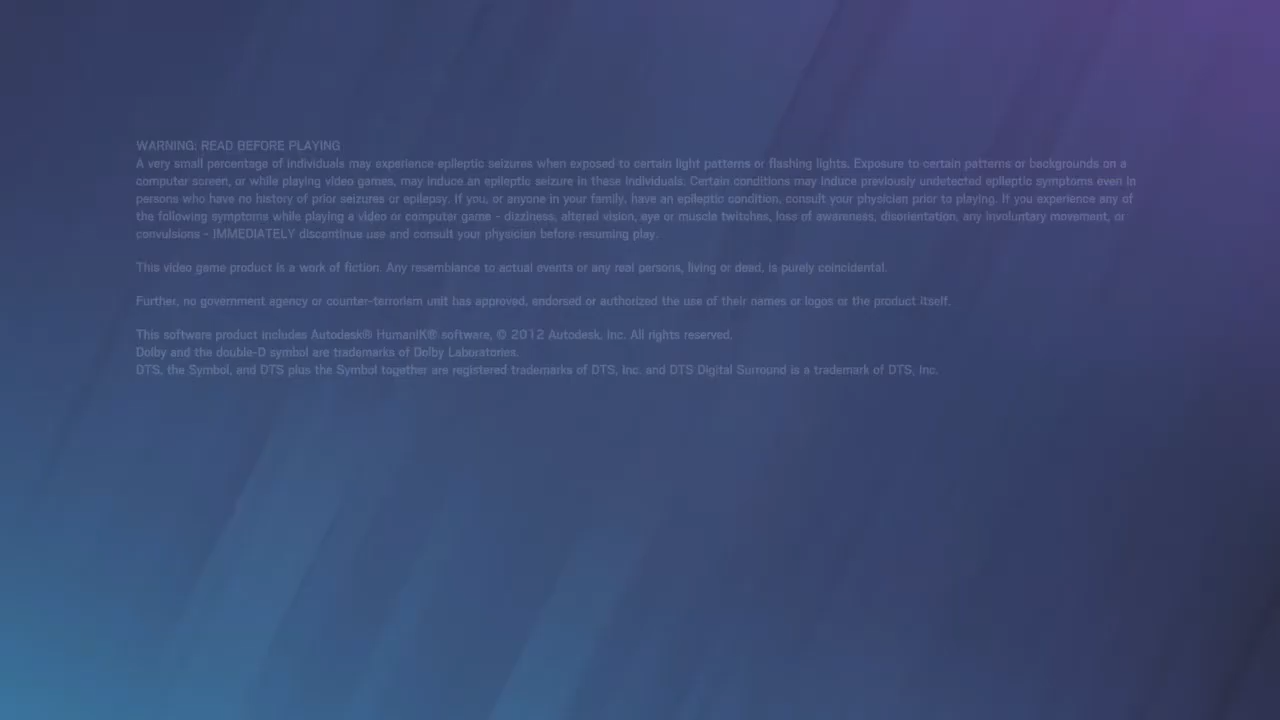 WARNING: READ BEFORE PLAYING
A very small percentage of individuals may experience epileptic seizures when exposed to certain light patterns or flashing lights. Exposure to certain patterns or backgrounds on a
computer screen, or while playing video games, may induce an epileptic seizure in these individuals. Certain conditions may induce previously undetected epileptic symptoms even in
persons who have no history of prior seizures or epilepsy. If you, or anyone in your family, have an epileptic condition, consult your physician prior to playing. If you experience any of
the following symptoms while playing a video or computer game - dizziness, altered vision, eye or muscle twitches, loss of awareness, disorientation, any involuntary movement, or
convulsions - IMMEDIATELY discontinue use and consult your physician before resuming play.
This video game product is a work of fiction. Any resemblance to actual events or any real persons, living or dead, is purely coincidental.
Further, no government agency or counter-terrorism unit has approved, endorsed or authorized the use of their names or logos or the product itself.
This software product includes Autodesk® HumanIK® software, © 2012 Autodesk, Inc. All rights reserved.
Dolby and the double-D symbol are trademarks of Dolby Laboratories.
DTS, the Symbol, and DTS plus the Symbol together are registered trademarks of DTS, Inc. and DTS Digital Surround is a trademark of DTS, Inc.